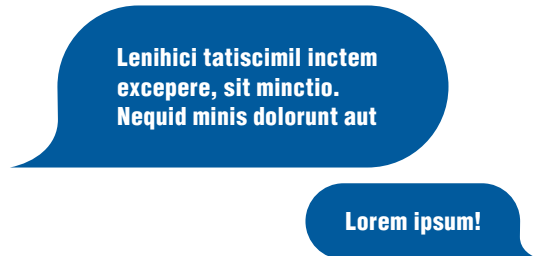 Lenihici tatiscimil inctem
excepere, sit minctio.
Nequid minis dolorunt aut
Lorem ipsum!